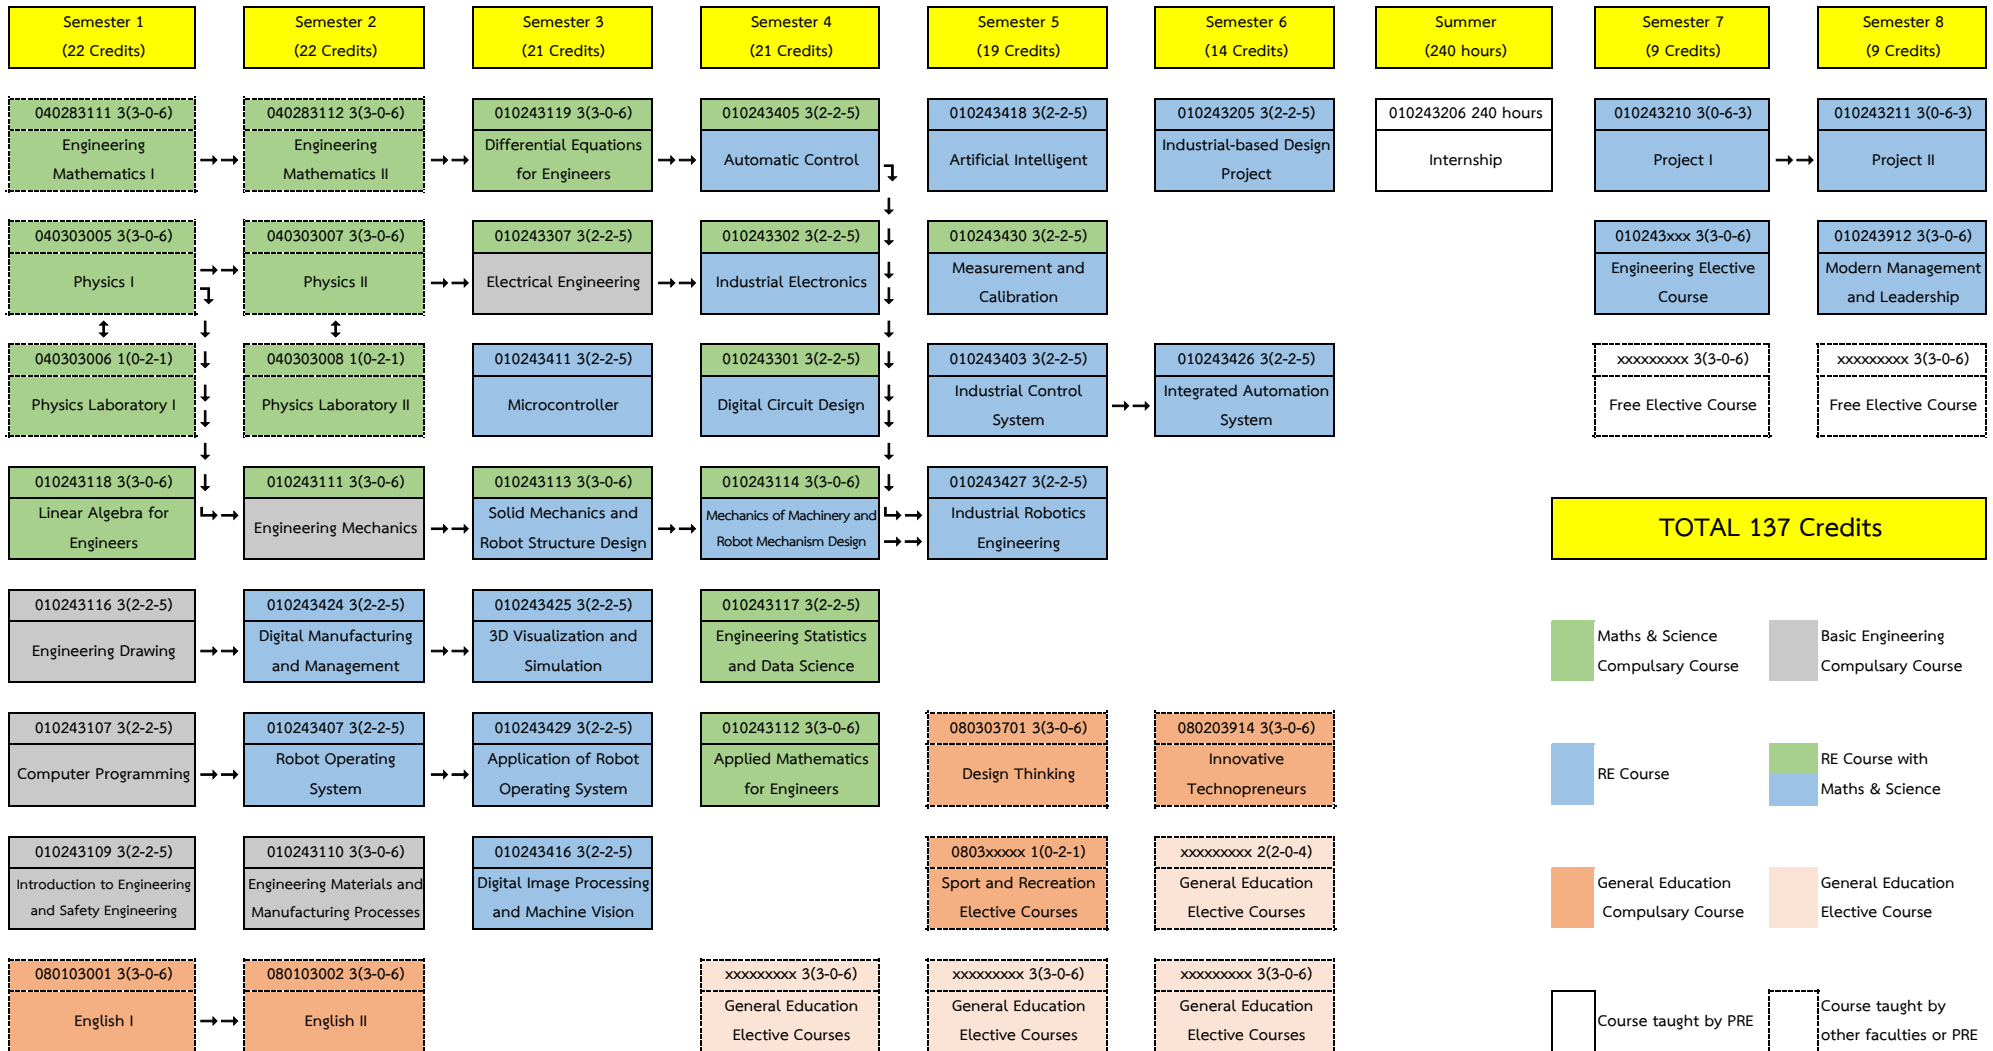 Semester 1
(22 Credits)
Semester 2
(22 Credits)
Semester 3
(21 Credits)
Semester 4
(21 Credits)
Semester 5
(19 Credits)
Semester 6
(14 Credits)
Summer
(240 hours)
Semester 7
(9 Credits)
Semester 8
(9 Credits)
040283111 3(3-0-6)
Engineering
Mathematics I
040283112 3(3-0-6)
Engineering
Mathematics II
010243119 3(3-0-6)
Differential Equations
for Engineers
010243405 3(2-2-5)
Automatic Control
010243418 3(2-2-5)
Artificial Intelligent
010243205 3(2-2-5)
Industrial-based Design
Project
010243206 240 hours
Internship
010243210 3(0-6-3)
Project I
010243211 3(0-6-3)
Project II
040303005 3(3-0-6)
Physics I
040303007 3(3-0-6)
Physics II
010243307 3(2-2-5)
Electrical Engineering
010243302 3(2-2-5)
Industrial Electronics
010243430 3(2-2-5)
Measurement and
Calibration
010243xxx 3(3-0-6)
Engineering Elective
Course
010243912 3(3-0-6)
Modern Management
and Leadership
040303006 1(0-2-1)
Physics Laboratory I
040303008 1(0-2-1)
Physics Laboratory II
010243411 3(2-2-5)
Microcontroller
010243301 3(2-2-5)
Digital Circuit Design
010243403 3(2-2-5)
Industrial Control
System
010243426 3(2-2-5)
Integrated Automation
System
xxxxxxxxx 3(3-0-6)
Free Elective Course
xxxxxxxxx 3(3-0-6)
Free Elective Course
010243118 3(3-0-6)
Linear Algebra for
Engineers
010243111 3(3-0-6)
Engineering Mechanics
010243113 3(3-0-6)
Solid Mechanics and
Robot Structure Design
010243114 3(3-0-6)
Mechanics of Machinery and
Robot Mechanism Design
010243427 3(2-2-5)
Industrial Robotics
Engineering
TOTAL 137 Credits
010243116 3(2-2-5)
Engineering Drawing
010243424 3(2-2-5)
Digital Manufacturing
and Management
010243425 3(2-2-5)
3D Visualization and
Simulation
010243117 3(2-2-5)
Engineering Statistics
and Data Science
Maths & Science
Compulsary Course
Basic Engineering
Compulsary Course
010243107 3(2-2-5)
Computer Programming
010243407 3(2-2-5)
Robot Operating
System
010243429 3(2-2-5)
Application of Robot
Operating System
010243112 3(3-0-6)
Applied Mathematics
for Engineers
080303701 3(3-0-6)
Design Thinking
080203914 3(3-0-6)
Innovative
Technopreneurs
RE Course
RE Course with
Maths & Science
010243109 3(2-2-5)
Introduction to Engineering
and Safety Engineering
010243110 3(3-0-6)
Engineering Materials and
Manufacturing Processes
010243416 3(2-2-5)
Digital Image Processing
and Machine Vision
0803xxxxx 1(0-2-1)
Sport and Recreation
Elective Courses
xxxxxxxxx 2(2-0-4)
General Education
Elective Courses
General Education
Compulsary Course
General Education
Elective Course
080103001 3(3-0-6)
English I
080103002 3(3-0-6)
English II
xxxxxxxxx 3(3-0-6)
General Education
Elective Courses
xxxxxxxxx 3(3-0-6)
General Education
Elective Courses
xxxxxxxxx 3(3-0-6)
General Education
Elective Courses
Course taught by PRE
Course taught by
other faculties or PRE